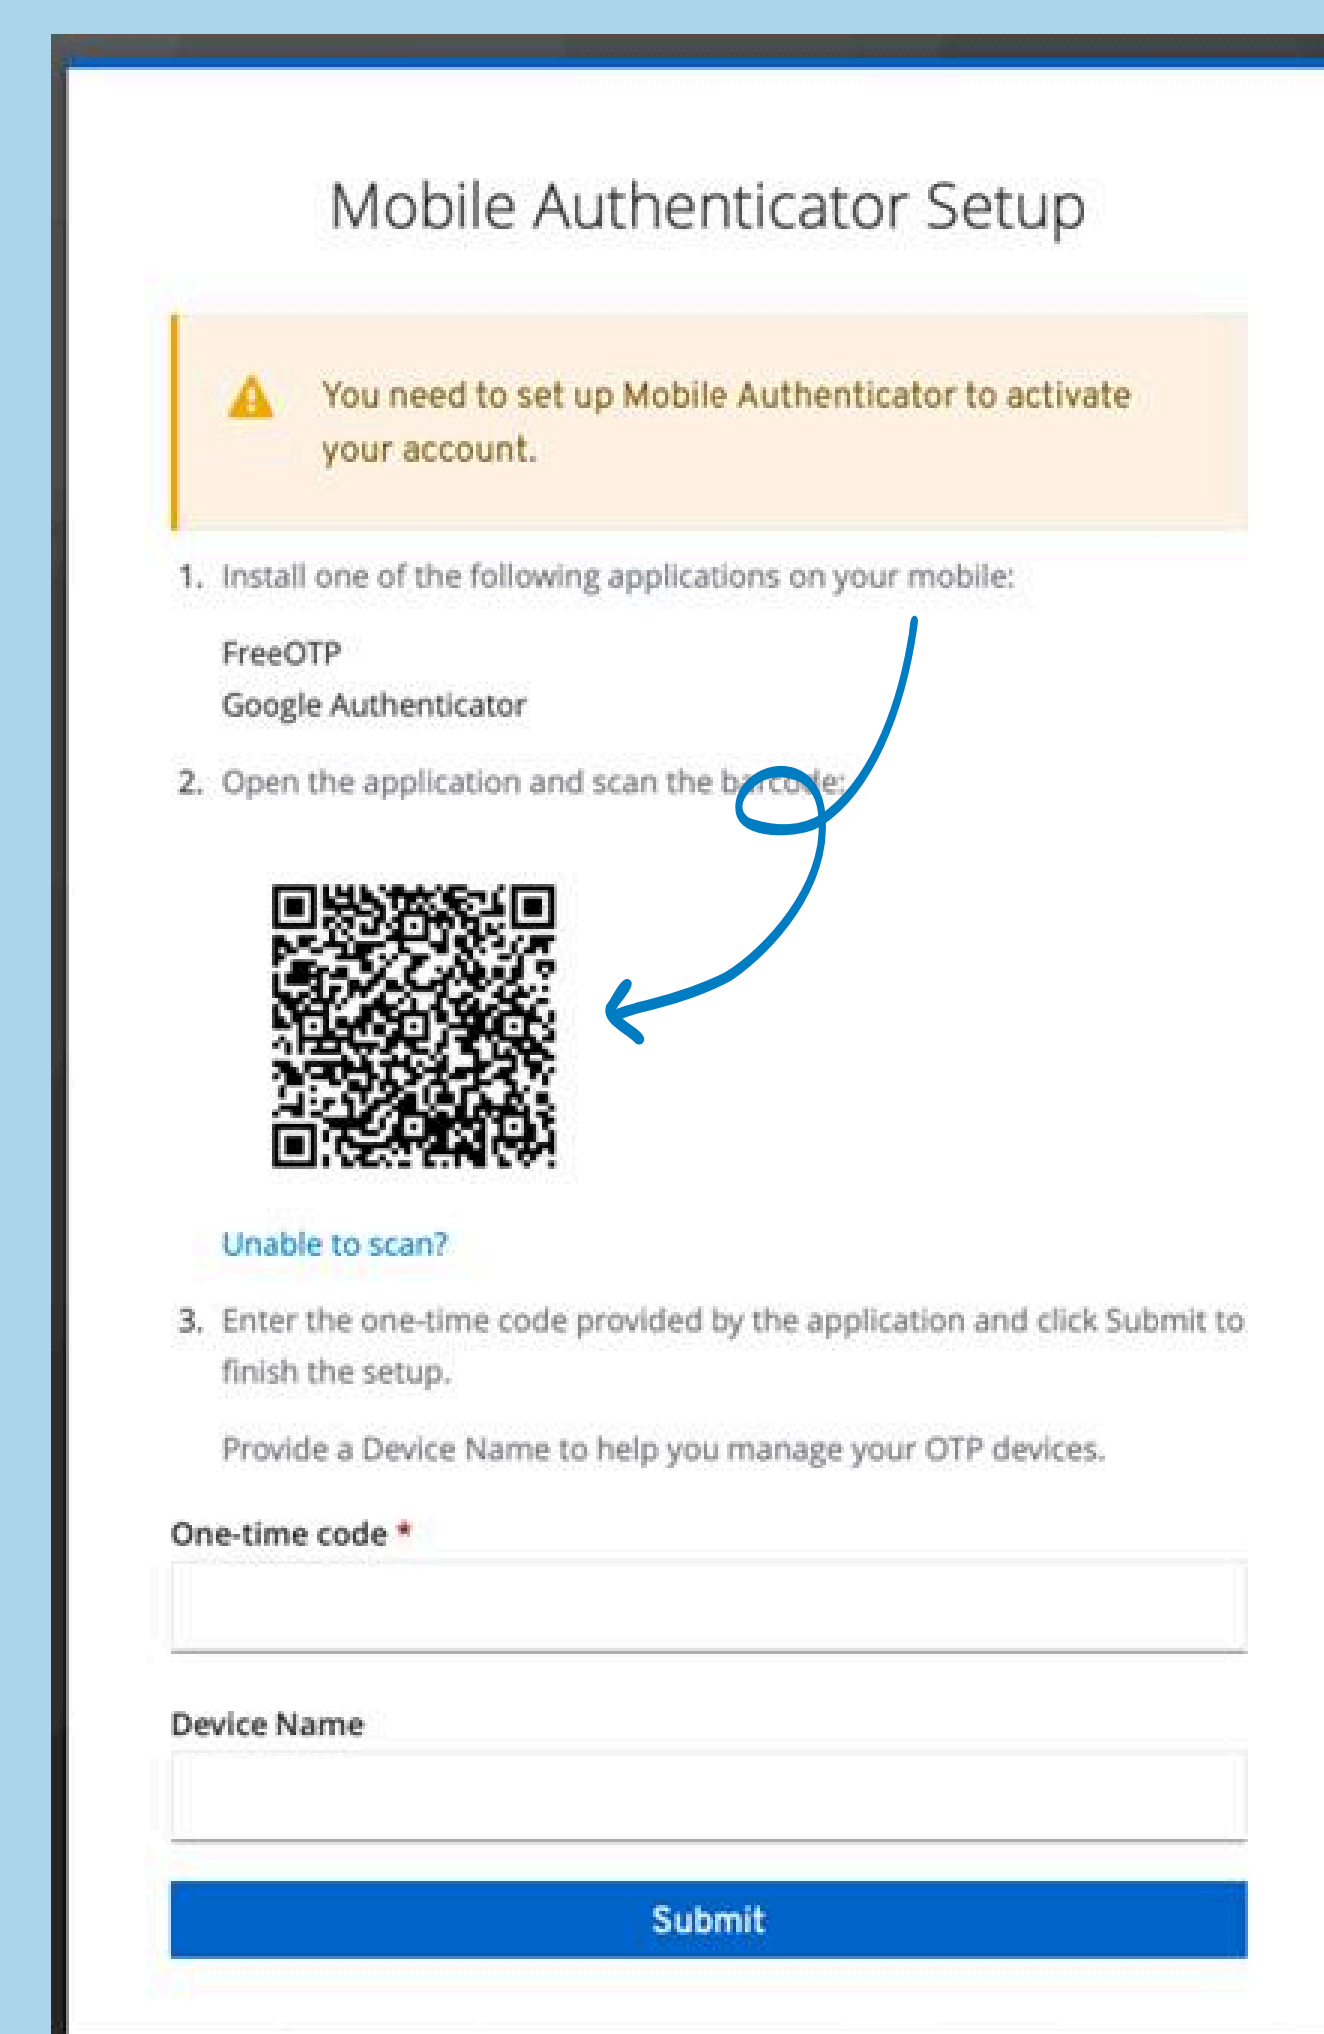 Mobile Authenticator Setup
You need to set up Mobile Authenticator to activate
your account.
1. Install one of the following applications on your mobile:
FreeOTP
Google Authenticator
2. Open the application and scan the barcode:
Unable to scan?
3. Enter the one-time code provided by the application and click Submit to
finish the setup.
Provide a Device Name to help you manage your OTP devices.
One-time code *
Device Name
Submit